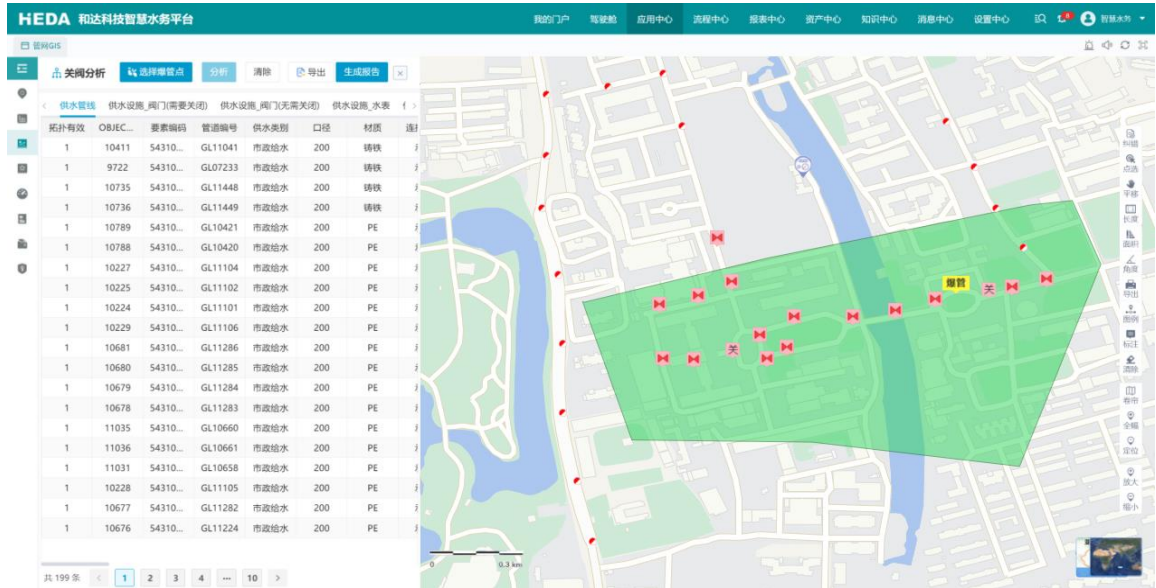 HEDA 和达科技智慧水务平台
我的门户 驾驶舱 应用中心 流程中心 报表中心 资产中心 知识中心 消息中心 设置中心
管网GIS
关阀分析 选择爆管点 分析 清除 导出 生成报告
供水管线 供水设施_阀门(需要关闭) 供水设施_阀门(无需关闭) 供水设施_水表
拓扑有效 OBJEC... 要素编码 管道编号 供水类别 口径 材质
1 10411 54310... GL11041 市政给水 200 铸铁
1 9722 54310... GL07233 市政给水 200 铸铁
1 10735 54310... GL11448 市政给水 200 铸铁
1 10736 54310... GL11449 市政给水 200 铸铁
1 10789 54310... GL10421 市政给水 200 PE
1 10788 54310... GL10420 市政给水 200 PE
1 10227 54310... GL11104 市政给水 200 PE
1 10225 54310... GL11102 市政给水 200 PE
1 10224 54310... GL11101 市政给水 200 PE
1 10229 54310... GL11106 市政给水 200 PE
1 10681 54310... GL11286 市政给水 200 PE
1 10680 54310... GL11285 市政给水 200 PE
1 10679 54310... GL11284 市政给水 200 PE
1 10678 54310... GL11283 市政给水 200 PE
1 11035 54310... GL10660 市政给水 200 PE
1 11036 54310... GL10661 市政给水 200 PE
1 11031 54310... GL10658 市政给水 200 PE
1 10228 54310... GL11105 市政给水 200 PE
1 10677 54310... GL11282 市政给水 200 PE
1 10676 54310... GL11224 市政给水 200 PE
共 199 条 < 1 2 3 4 ... 10 >
爆管
关
关
0 0.3 km
纠错
点选
平移
长度
面积
角度
导出
图例
标注
清除
卷帘
全幅
定位
放大
缩小